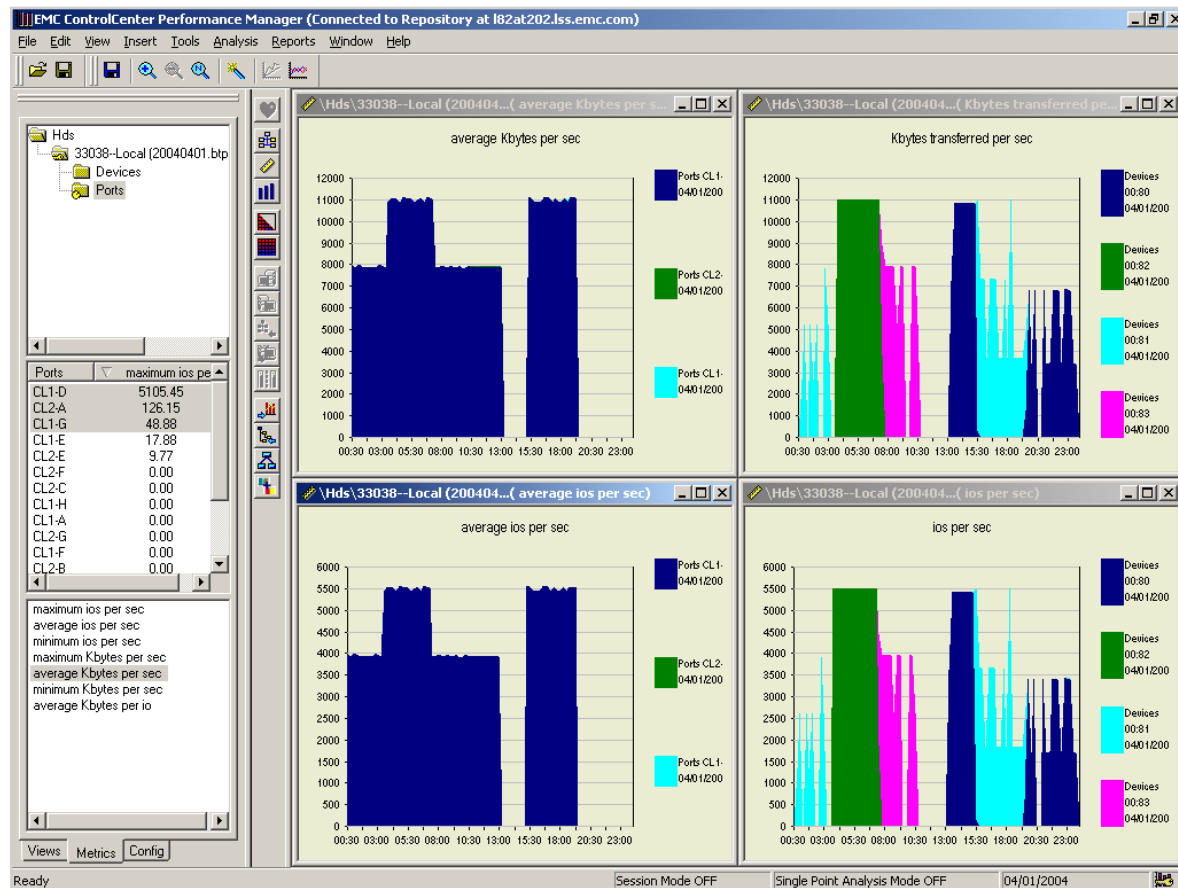 EMC ControlCenter Performance Manager (Connected to Repository at l82at202.lss.emc.com)
File Edit View Insert Tools Analysis Reports Window Help
Hds
33038--Local (20040401.btp
Devices
Ports
Ports maximum ios pe
CL1-D 5105.45
CL2-A 126.15
CL1-G 48.88
CL1-E 17.88
CL2-E 9.77
CL2-F 0.00
CL2-C 0.00
CL1-H 0.00
CL1-A 0.00
CL2-G 0.00
CL1-F 0.00
CL2-B 0.00
maximum ios per sec
average ios per sec
minimum ios per sec
maximum Kbytes per sec
average Kbytes per sec
minimum Kbytes per sec
average Kbytes per io
Views Metrics Config
\Hds\33038--Local (200404...( average Kbytes per s...
average Kbytes per sec
12000
11000
10000
9000
8000
7000
6000
5000
4000
3000
2000
1000
0
00:30 03:00 05:30 08:00 10:30 13:00 15:30 18:00 20:30 23:00
Ports CL1-
04/01/200
Ports CL2-
04/01/200
Ports CL1-
04/01/200
\Hds\33038--Local (200404...( Kbytes transferred pe...
Kbytes transferred per sec
12000
11000
10000
9000
8000
7000
6000
5000
4000
3000
2000
1000
0
00:30 03:00 05:30 08:00 10:30 13:00 15:30 18:00 20:30 23:00
Devices
00:80
04/01/200
Devices
00:82
04/01/200
Devices
00:81
04/01/200
Devices
00:83
04/01/200
\Hds\33038--Local (200404...( average ios per sec)
average ios per sec
6000
5500
5000
4500
4000
3500
3000
2500
2000
1500
1000
500
0
00:30 03:00 05:30 08:00 10:30 13:00 15:30 18:00 20:30 23:00
Ports CL1-
04/01/200
Ports CL2-
04/01/200
Ports CL1-
04/01/200
\Hds\33038--Local (200404...( ios per sec)
ios per sec
6000
5500
5000
4500
4000
3500
3000
2500
2000
1500
1000
500
0
00:30 03:00 05:30 08:00 10:30 13:00 15:30 18:00 20:30 23:00
Devices
00:80
04/01/200
Devices
00:82
04/01/200
Devices
00:81
04/01/200
Devices
00:83
04/01/200
Ready
Session Mode OFF
Single Point Analysis Mode OFF
04/01/2004